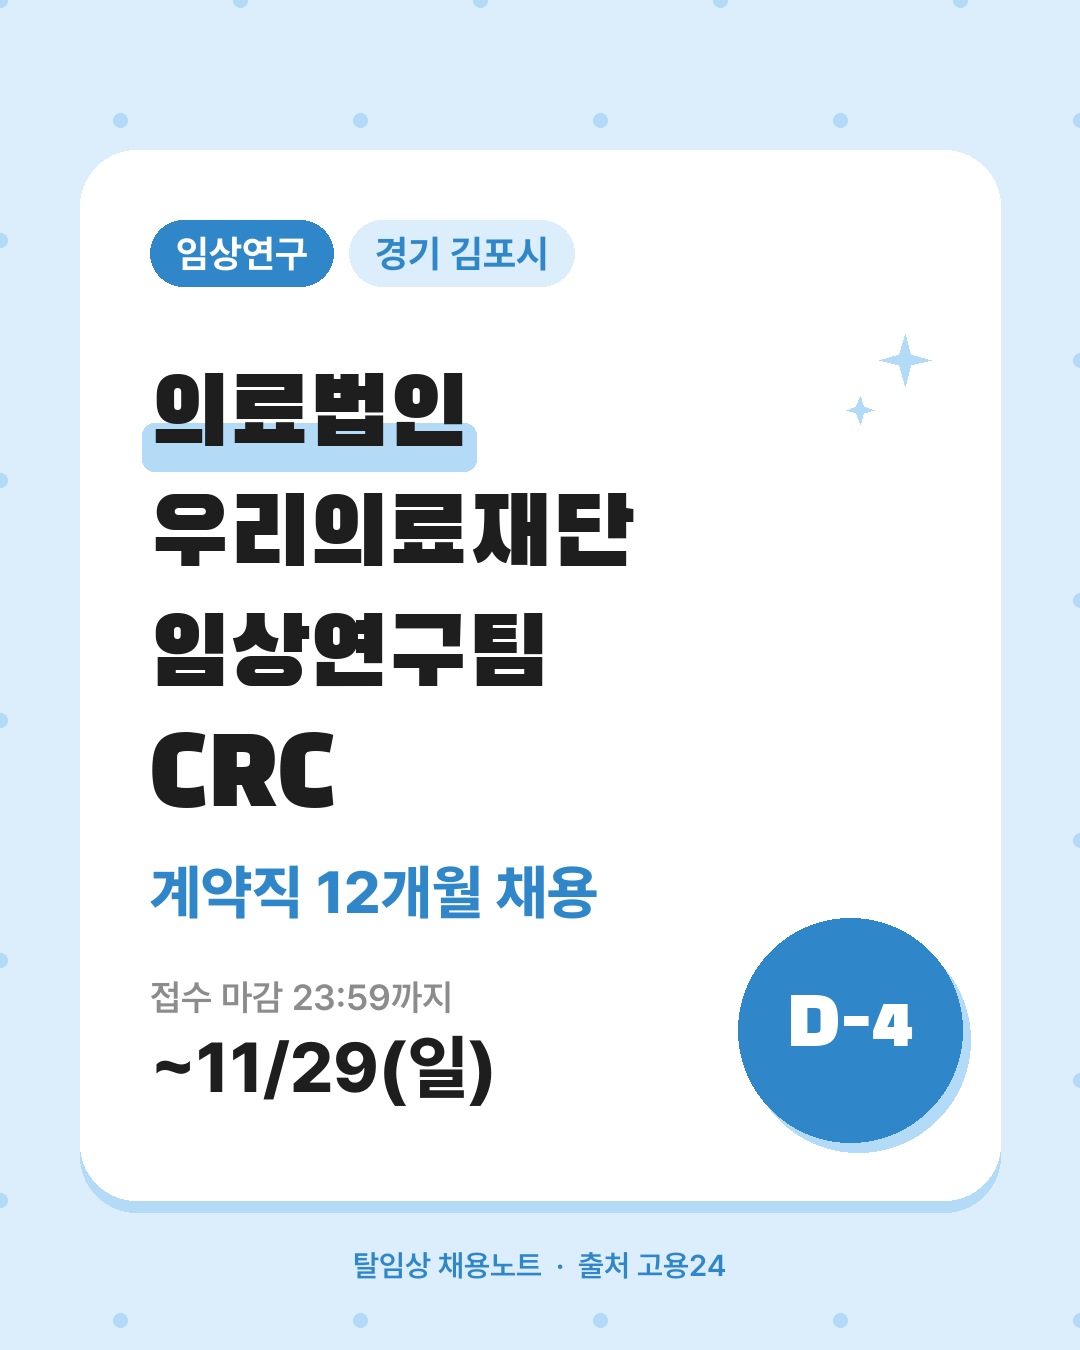 임상연구 경기 김포시
의료법인
우리의료재단
임상연구팀
CRC
계약직 12개월 채용
접수 마감 23:59까지
~11/29(일)
D-4
탈임상 채용노트 · 출처 고용24